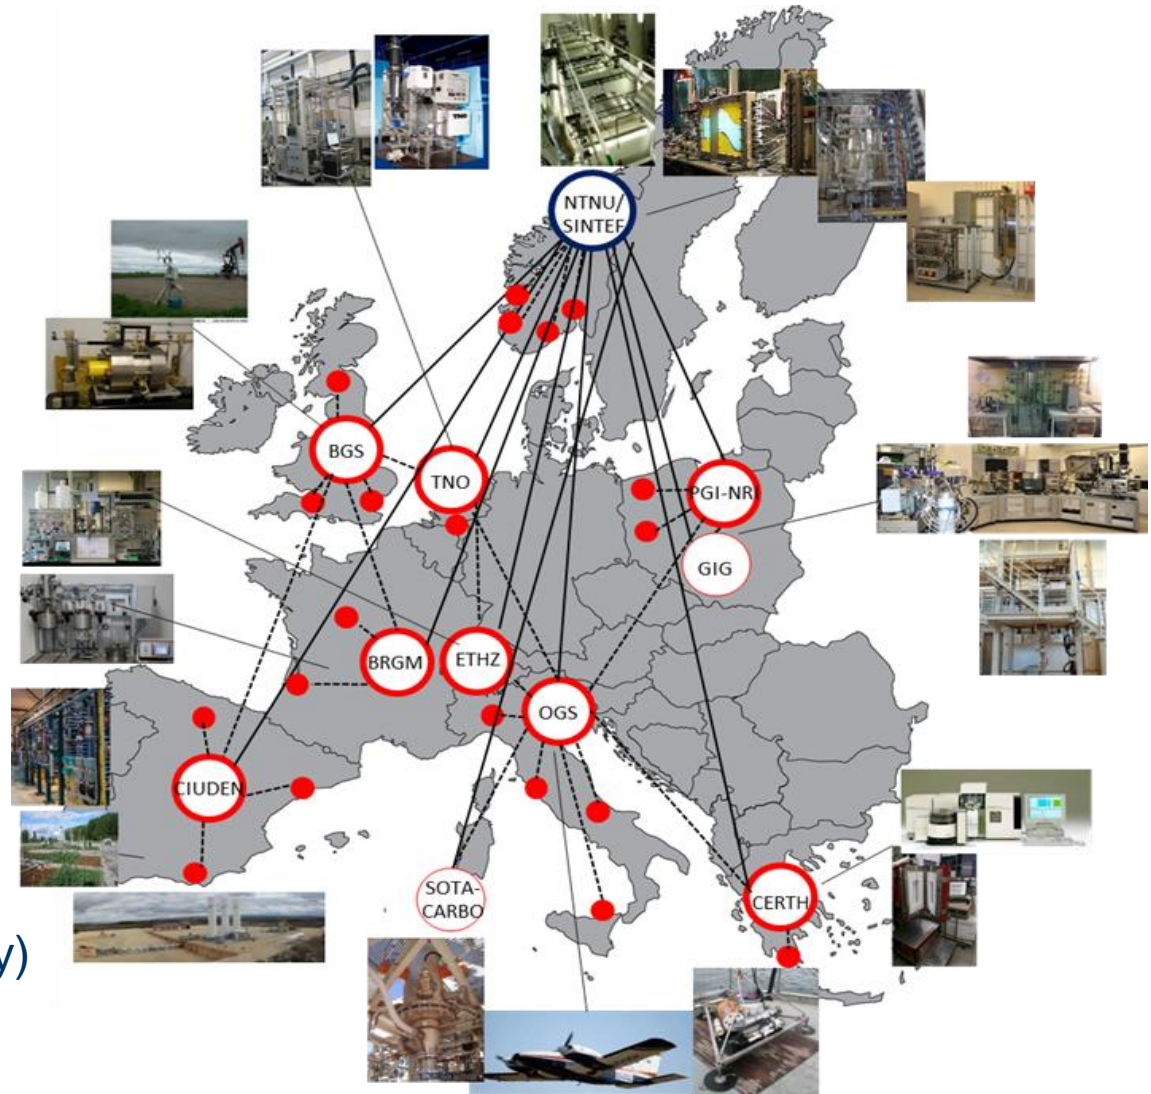 NTNU/
SINTEF
BGS
TNO
PGI-NRI
GIG
BRGM
ETHZ
OGS
CIUDEN
SOTA-
CARBO
CERTH
y)